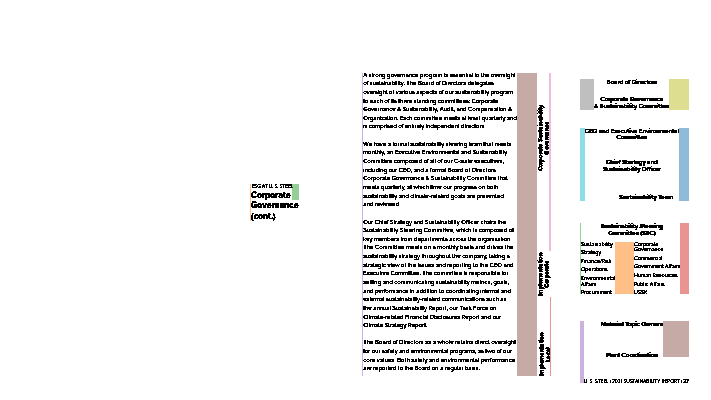 ESG AT U. S. STEEL
Corporate
Governance
(cont.)
A strong governance program is essential to the oversight
of sustainability. The Board of Directors delegates
oversight of various aspects of our sustainability program
to each of its three standing committees: Corporate
Governance & Sustainability, Audit, and Compensation &
Organization. Each committee meets at least quarterly and
is comprised of entirely independent directors.
We have a formal sustainability steering team that meets
monthly, an Executive Environmental and Sustainability
Committee composed of all of our C-suite executives,
including our CEO, and a formal Board of Directors
Corporate Governance & Sustainability Committee that
meets quarterly, at which time our progress on both
sustainability and climate-related goals are presented
and reviewed.
Our Chief Strategy and Sustainability Officer chairs the
Sustainability Steering Committee, which is composed of
key members from departments across the organization.
The Committee meets on a monthly basis and drives the
sustainability strategy throughout the company, taking a
strategic view of the issues and reporting to the CEO and
Executive Committee. The committee is responsible for
setting and communicating sustainability metrics, goals,
and performance in addition to coordinating internal and
external sustainability-related communications such as
the annual Sustainability Report, our Task Force on
Climate-related Financial Disclosures Report and our
Climate Strategy Report.
The Board of Directors as a whole retains direct oversight
for our safety and environmental programs, as two of our
core values. Both safety and environmental performance
are reported to the Board on a regular basis.
Corporate Sustainability
Governance
Corporate
Implementation
Local
Implementation
Board of Directors
Corporate Governance
& Sustainability Committee
CEO and Executive Environmental
Committee
Chief Strategy and
Sustainability Officer
Sustainability Team
Sustainability Steering
Committee (SSC)
Sustainability
Strategy
Finance/Risk
Operations
Environmental
Affairs
Procurement
Corporate
Governance
Commercial
Government Affairs
Human Resources
Public Affairs
USSK
Material Topic Owners
Plant Coordination
U. S. STEEL | 2021 SUSTAINABILITY REPORT | 27